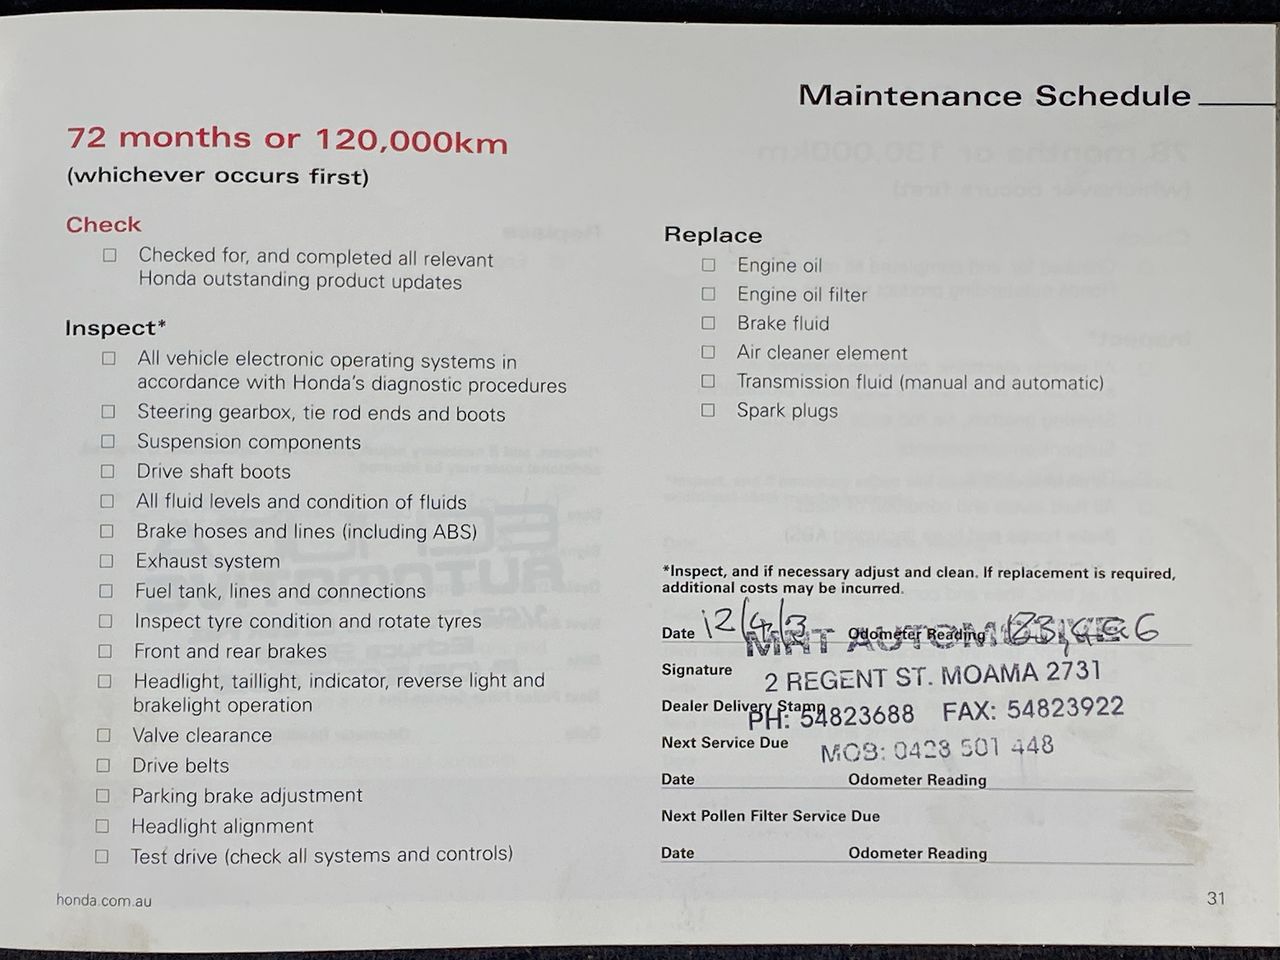 Maintenance Schedule
72 months or 120,000km
(whichever occurs first)
Check
☐ Checked for, and completed all relevant
Honda outstanding product updates
Inspect*
☐ All vehicle electronic operating systems in
accordance with Honda's diagnostic procedures
☐ Steering gearbox, tie rod ends and boots
☐ Suspension components
☐ Drive shaft boots
☐ All fluid levels and condition of fluids
☐ Brake hoses and lines (including ABS)
☐ Exhaust system
☐ Fuel tank, lines and connections
☐ Inspect tyre condition and rotate tyres
☐ Front and rear brakes
☐ Headlight, taillight, indicator, reverse light and
brakelight operation
☐ Valve clearance
☐ Drive belts
☐ Parking brake adjustment
☐ Headlight alignment
☐ Test drive (check all systems and controls)
Replace
☐ Engine oil
☐ Engine oil filter
☐ Brake fluid
☐ Air cleaner element
☐ Transmission fluid (manual and automatic)
☐ Spark plugs
*Inspect, and if necessary adjust and clean. If replacement is required,
additional costs may be incurred.
Date 12/4/3 Odometer Reading
MRT AUTOMOTIVE
Signature
2 REGENT ST. MOAMA 2731
Dealer Delivery Stamp
PH: 54823688 FAX: 54823922
Next Service Due
MOB: 0428 501 448
Date Odometer Reading
Next Pollen Filter Service Due
Date Odometer Reading
honda.com.au
31